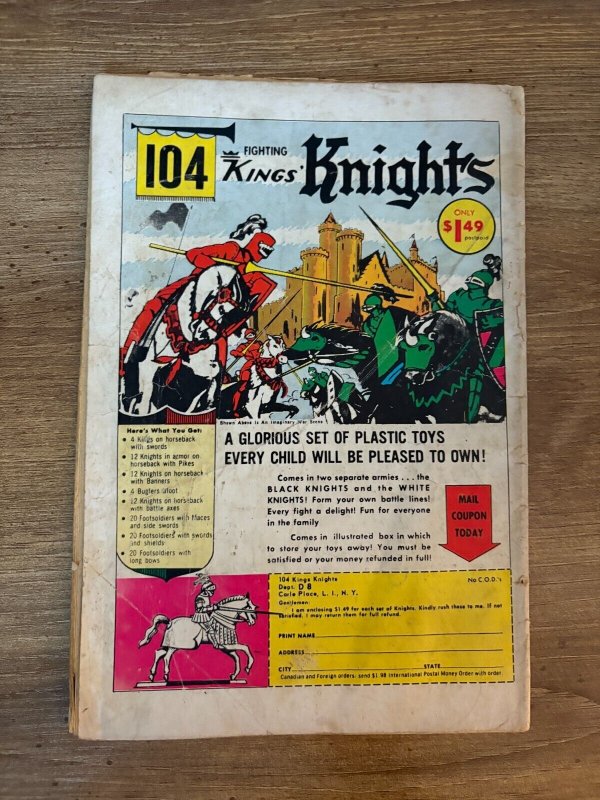 104
FIGHTING
KINGS' Knights
ONLY
$1.49
postpaid
Shown Above Is An Imaginary War Scene
Here's What You Get:
• 4 Kings on horseback
with swords
• 12 Knights in armor on
horseback with Pikes
• 12 Knights on horseback
with Banners
• 4 Buglers afoot
• 12 Knights on horseback
with battle axes
• 20 Footsoldiers with Maces
and side swords
• 20 Footsoldiers with swords
and shields
• 20 Footsoldiers with
long bows
A GLORIOUS SET OF PLASTIC TOYS
EVERY CHILD WILL BE PLEASED TO OWN!
Comes in two separate armies . . . the
BLACK KNIGHTS and the WHITE
KNIGHTS! Form your own battle lines!
Every fight a delight! Fun for everyone
in the family
Comes in illustrated box in which
to store your toys away! You must be
satisfied or your money refunded in full!
MAIL
COUPON
TODAY
104 Kings Knights No C.O.D.'s
Dept. D 8
Carle Place, L. I., N. Y.
Gentlemen:
I am enclosing $1.49 for each set of Knights. Kindly rush these to me. If not
satisfied, I may return them for full refund.
PRINT NAME
ADDRESS
CITY STATE
Canadian and Foreign orders: send $1.98 International Postal Money Order with order.